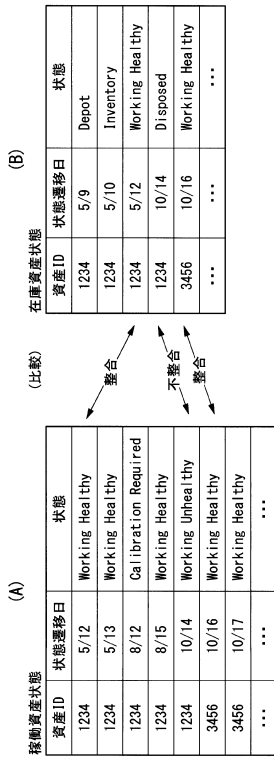 (A)
稼働資産状態
資産ID 状態遷移日 状態
1234 5/12 Working Healthy
1234 5/13 Working Healthy
1234 8/12 Calibration Required
1234 8/15 Working Healthy
1234 10/14 Working Unhealthy
3456 10/16 Working Healthy
3456 10/17 Working Healthy
… … …
(比較)
整合
不整合
整合
(B)
在庫資産状態
資産ID 状態遷移日 状態
1234 5/9 Depot
1234 5/10 Inventory
1234 5/12 Working Healthy
1234 10/14 Disposed
3456 10/16 Working Healthy
… … …